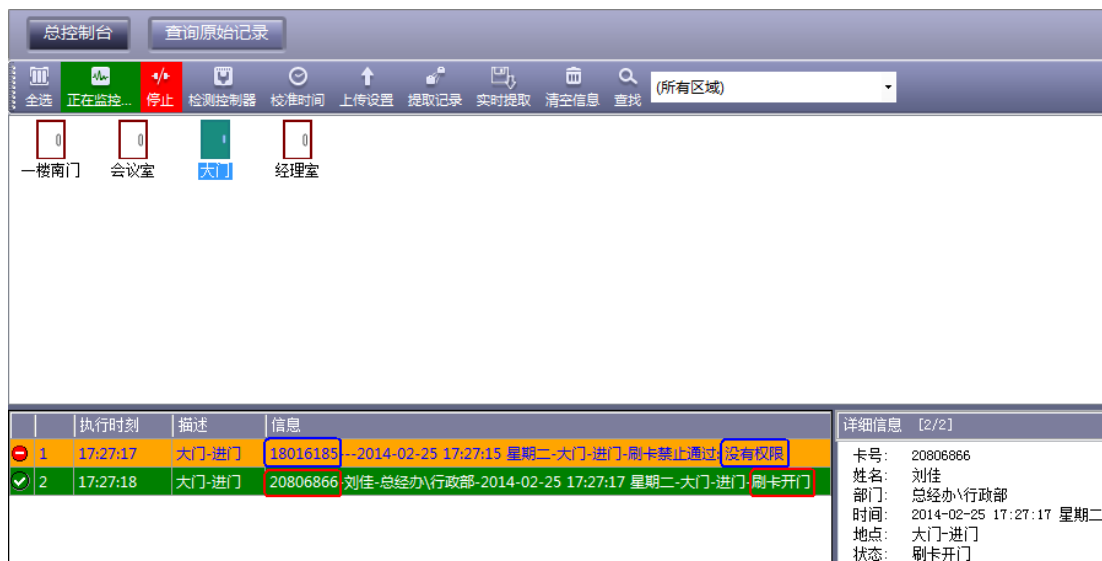 总控制台 查询原始记录
全选 正在监控... 停止 检测控制器 校准时间 上传设置 提取记录 实时提取 清空信息 查找 (所有区域)
一楼南门 会议室 大门 经理室
执行时刻 描述 信息
1 17:27:17 大门-进门 18016185---2014-02-25 17:27:15 星期二-大门-进门-刷卡禁止通过:没有权限
2 17:27:18 大门-进门 20806866-刘佳-总经办\行政部-2014-02-25 17:27:17 星期二-大门-进门-刷卡开门
详细信息 [2/2]
卡号: 20806866
姓名: 刘佳
部门: 总经办\行政部
时间: 2014-02-25 17:27:17 星期二
地点: 大门-进门
状态: 刷卡开门